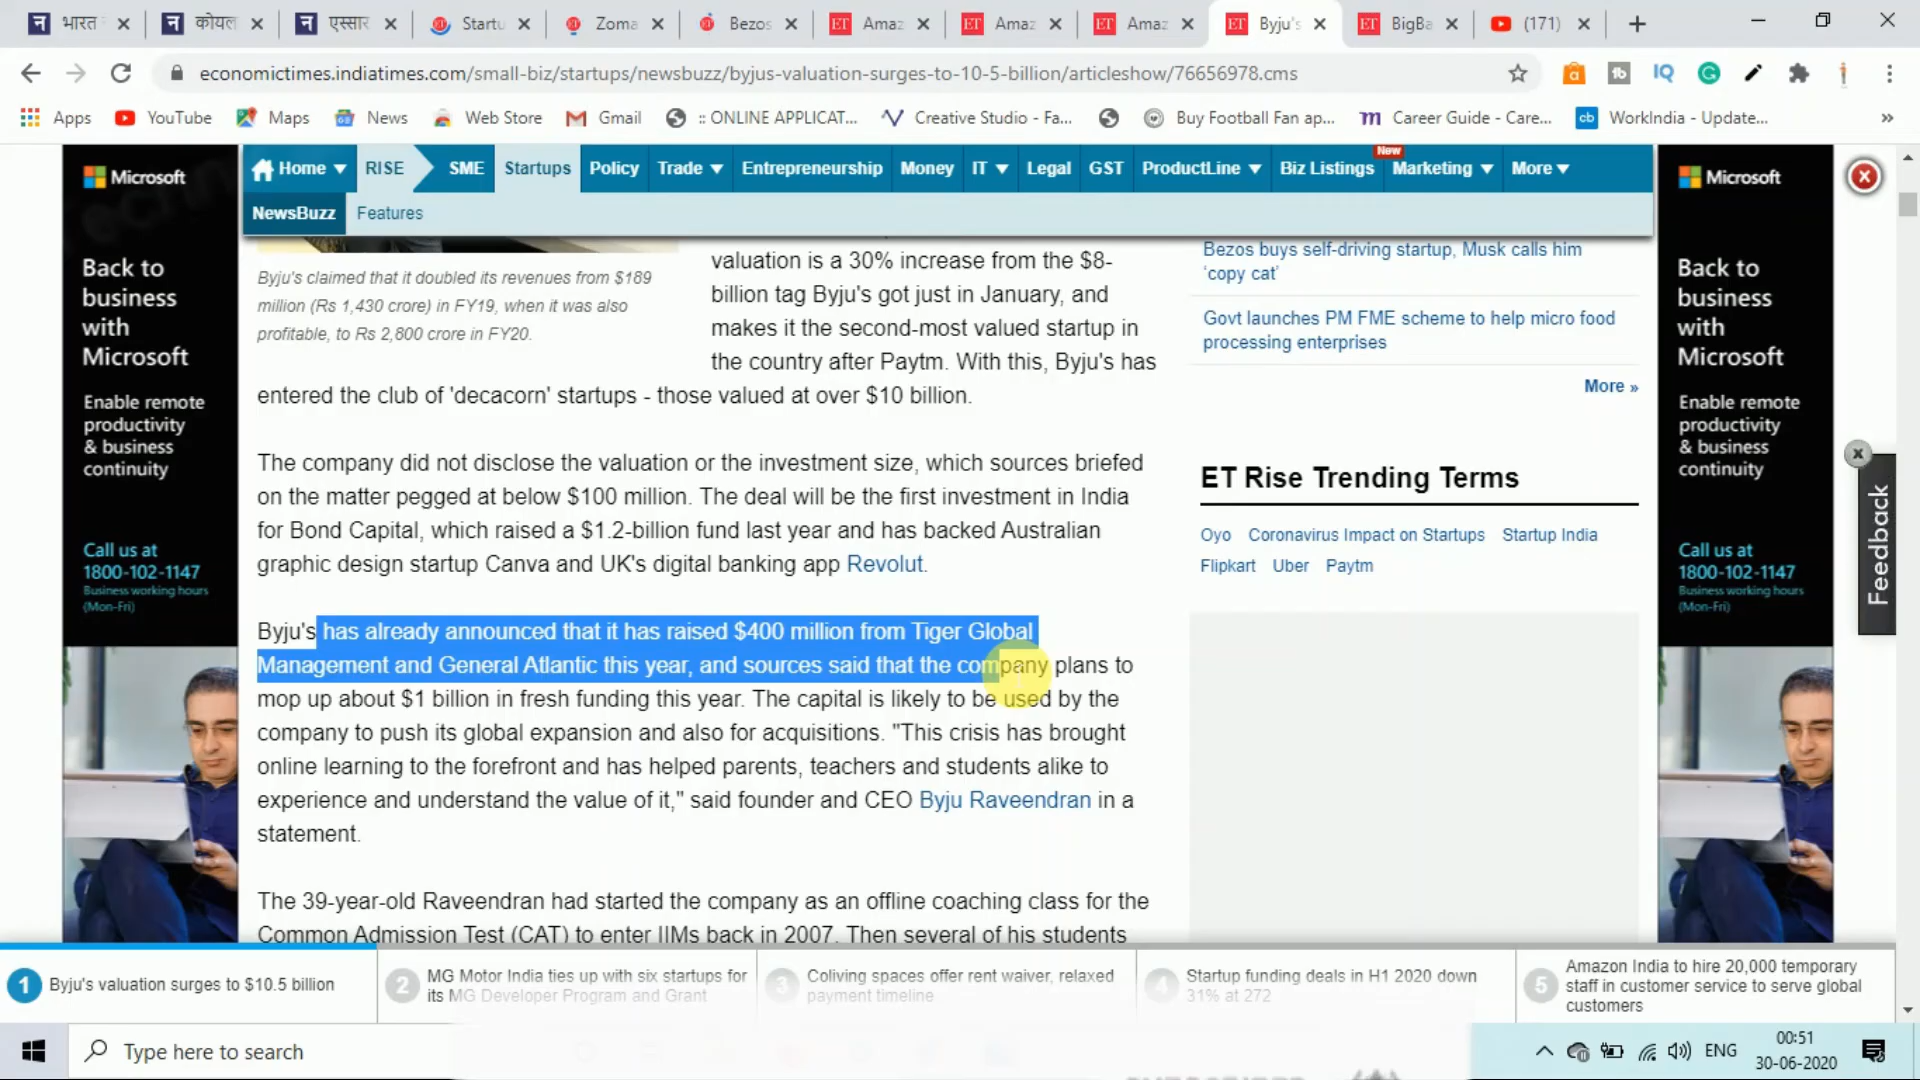 भारत
कोयल
एस्सार
Startu
Zoma
Bezos
Amaz
Amaz
Amaz
Byju's
BigBa
(171)
economictimes.indiatimes.com/small-biz/startups/newsbuzz/byjus-valuation-surges-to-10-5-billion/articleshow/76656978.cms
Apps YouTube Maps News Web Store Gmail :: ONLINE APPLICAT... Creative Studio - Fa... Buy Football Fan ap... Career Guide - Care... WorkIndia - Update... »
Home RISE SME Startups Policy Trade Entrepreneurship Money IT Legal GST ProductLine Biz Listings New Marketing More
NewsBuzz Features
Microsoft
Back to
business
with
Microsoft
Enable remote
productivity
& business
continuity
Call us at
1800-102-1147
Business working hours
(Mon-Fri)
Byju's claimed that it doubled its revenues from $189
million (Rs 1,430 crore) in FY19, when it was also
profitable, to Rs 2,800 crore in FY20.
valuation is a 30% increase from the $8-
billion tag Byju's got just in January, and
makes it the second-most valued startup in
the country after Paytm. With this, Byju's has
entered the club of 'decacorn' startups - those valued at over $10 billion.
The company did not disclose the valuation or the investment size, which sources briefed
on the matter pegged at below $100 million. The deal will be the first investment in India
for Bond Capital, which raised a $1.2-billion fund last year and has backed Australian
graphic design startup Canva and UK's digital banking app Revolut.
Byju's has already announced that it has raised $400 million from Tiger Global
Management and General Atlantic this year, and sources said that the company plans to
mop up about $1 billion in fresh funding this year. The capital is likely to be used by the
company to push its global expansion and also for acquisitions. "This crisis has brought
online learning to the forefront and has helped parents, teachers and students alike to
experience and understand the value of it," said founder and CEO Byju Raveendran in a
statement.
The 39-year-old Raveendran had started the company as an offline coaching class for the
Common Admission Test (CAT) to enter IIMs back in 2007. Then several of his students
Bezos buys self-driving startup, Musk calls him
'copy cat'
Govt launches PM FME scheme to help micro food
processing enterprises
More »
ET Rise Trending Terms
Oyo Coronavirus Impact on Startups Startup India
Flipkart Uber Paytm
Microsoft
Back to
business
with
Microsoft
Enable remote
productivity
& business
continuity
Call us at
1800-102-1147
Business working hours
(Mon-Fri)
Feedback
1 Byju's valuation surges to $10.5 billion
2 MG Motor India ties up with six startups for
its MG Developer Program and Grant
3 Coliving spaces offer rent waiver, relaxed
payment timeline
4 Startup funding deals in H1 2020 down
31% at 272
5 Amazon India to hire 20,000 temporary
staff in customer service to serve global
customers
Type here to search
ENG
00:51
30-06-2020